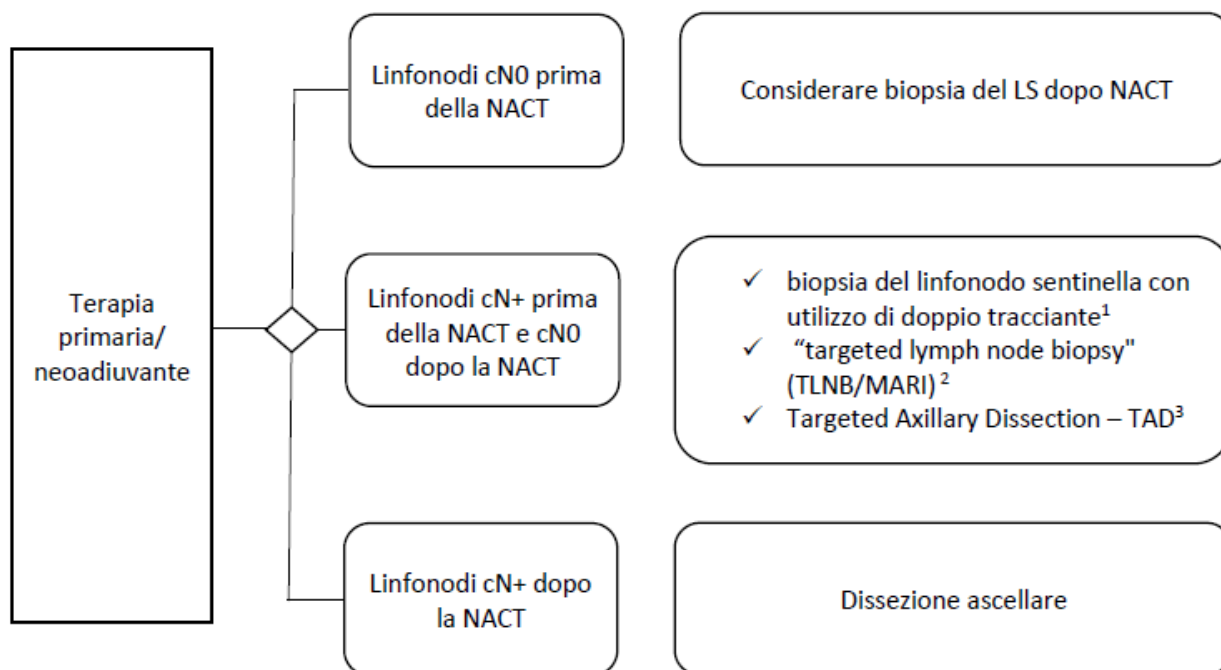 Terapia
primaria/
neoadiuvante
Linfonodi cN0 prima
della NACT
Considerare biopsia del LS dopo NACT
Linfonodi cN+ prima
della NACT e cN0
dopo la NACT
✓ biopsia del linfonodo sentinella con
utilizzo di doppio tracciante¹
✓ “targeted lymph node biopsy"
(TLNB/MARI) ²
✓ Targeted Axillary Dissection – TAD³
Linfonodi cN+ dopo
la NACT
Dissezione ascellare